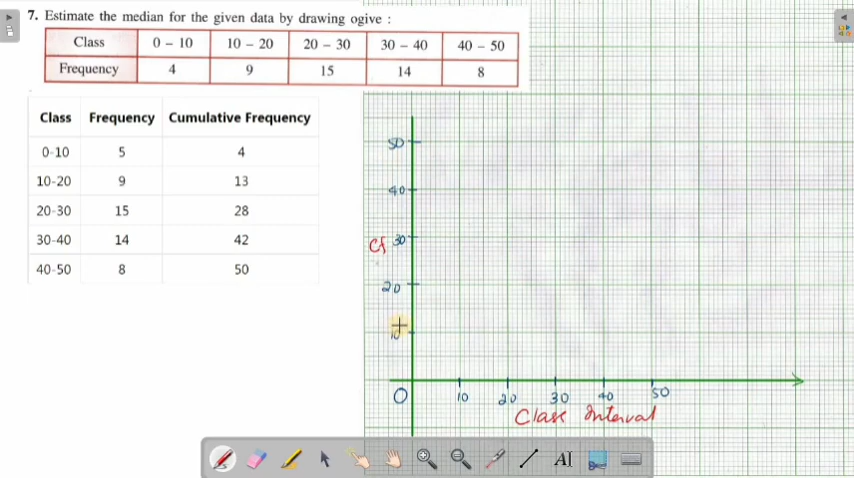 7. Estimate the median for the given data by drawing ogive :
Class 0 – 10 10 – 20 20 – 30 30 – 40 40 – 50
Frequency 4 9 15 14 8
Class Frequency Cumulative Frequency
0-10 5 4
10-20 9 13
20-30 15 28
30-40 14 42
40-50 8 50
50
40
Cf 30
20
10
O 10 20 30 40 50
Class Interval
AI